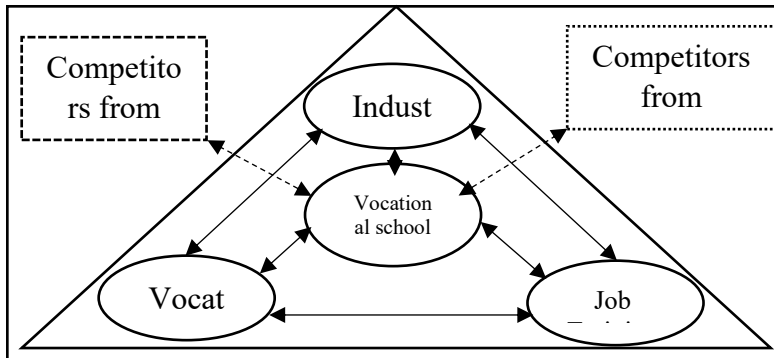 Competito
rs from
Competitors
from
Indust
Vocation
al school
Vocat
Job